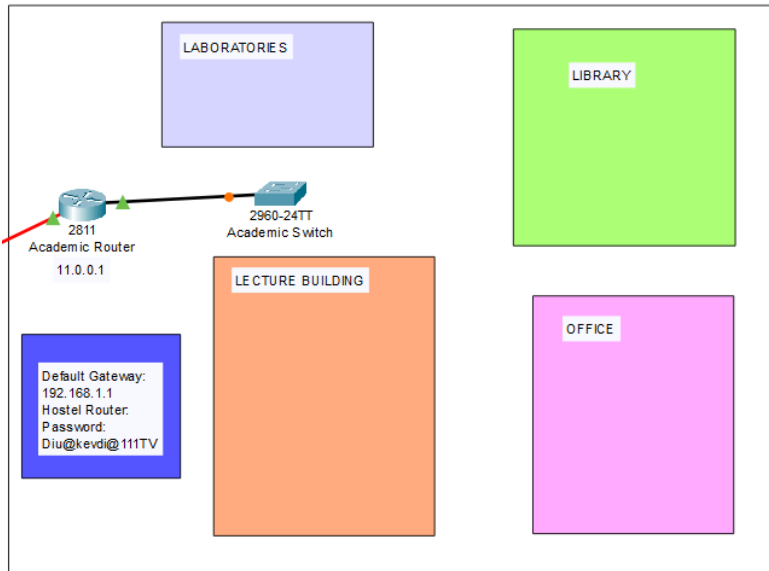 LABORATORIES
LIBRARY
2811
Academic Router
11.0.0.1
2960-24TT
Academic Switch
LECTURE BUILDING
OFFICE
Default Gateway:
192.168.1.1
Hostel Router:
Password:
Diu@kevdi@111TV